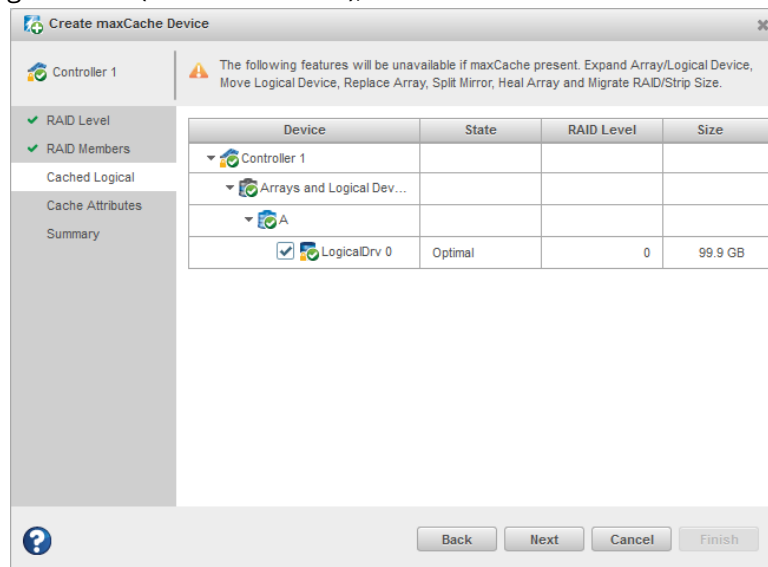 Create maxCache Device
Controller 1
The following features will be unavailable if maxCache present. Expand Array/Logical Device,
Move Logical Device, Replace Array, Split Mirror, Heal Array and Migrate RAID/Strip Size.
RAID Level
RAID Members
Cached Logical
Cache Attributes
Summary
Device State RAID Level Size
Controller 1
Arrays and Logical Dev...
A
LogicalDrv 0 Optimal 0 99.9 GB
Back Next Cancel Finish